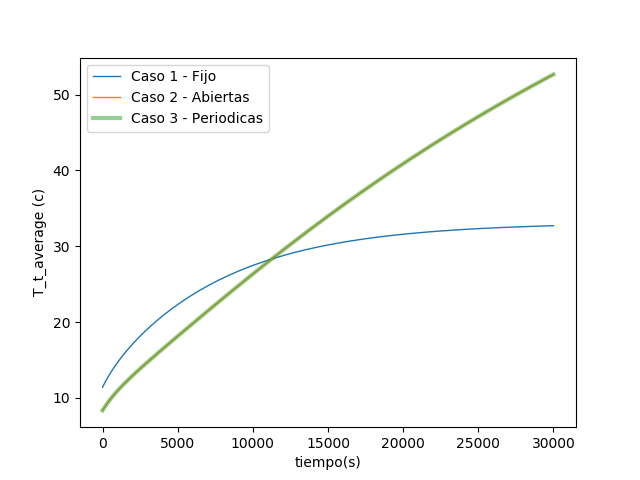 Caso 1 - Fijo
Caso 2 - Abiertas
Caso 3 - Periodicas
50
40
30
20
10
T_t_average (c)
0 5000 10000 15000 20000 25000 30000
tiempo(s)